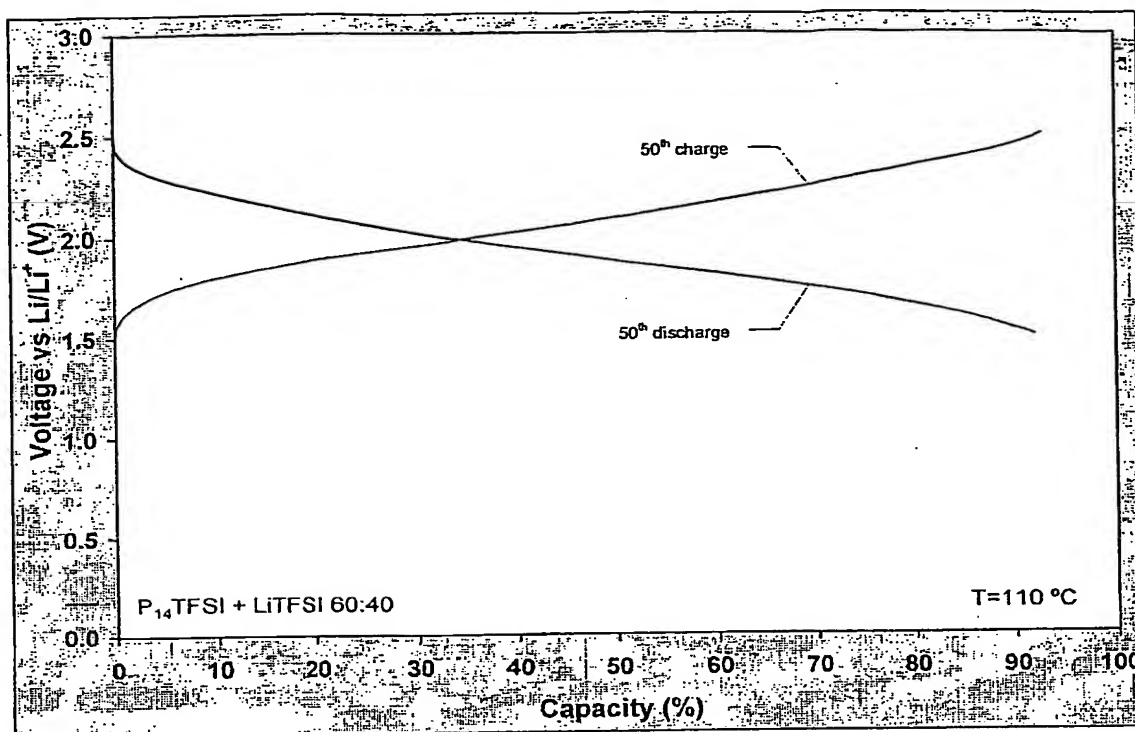 3.0
2.5
2.0
1.5
1.0
0.5
0.0
Voltage vs Li/Li⁺ (V)
50ᵗʰ charge
50ᵗʰ discharge
P₁₄TFSI + LiTFSI 60:40
T=110 ºC
0 10 20 30 40 50 60 70 80 90 100
Capacity (%)